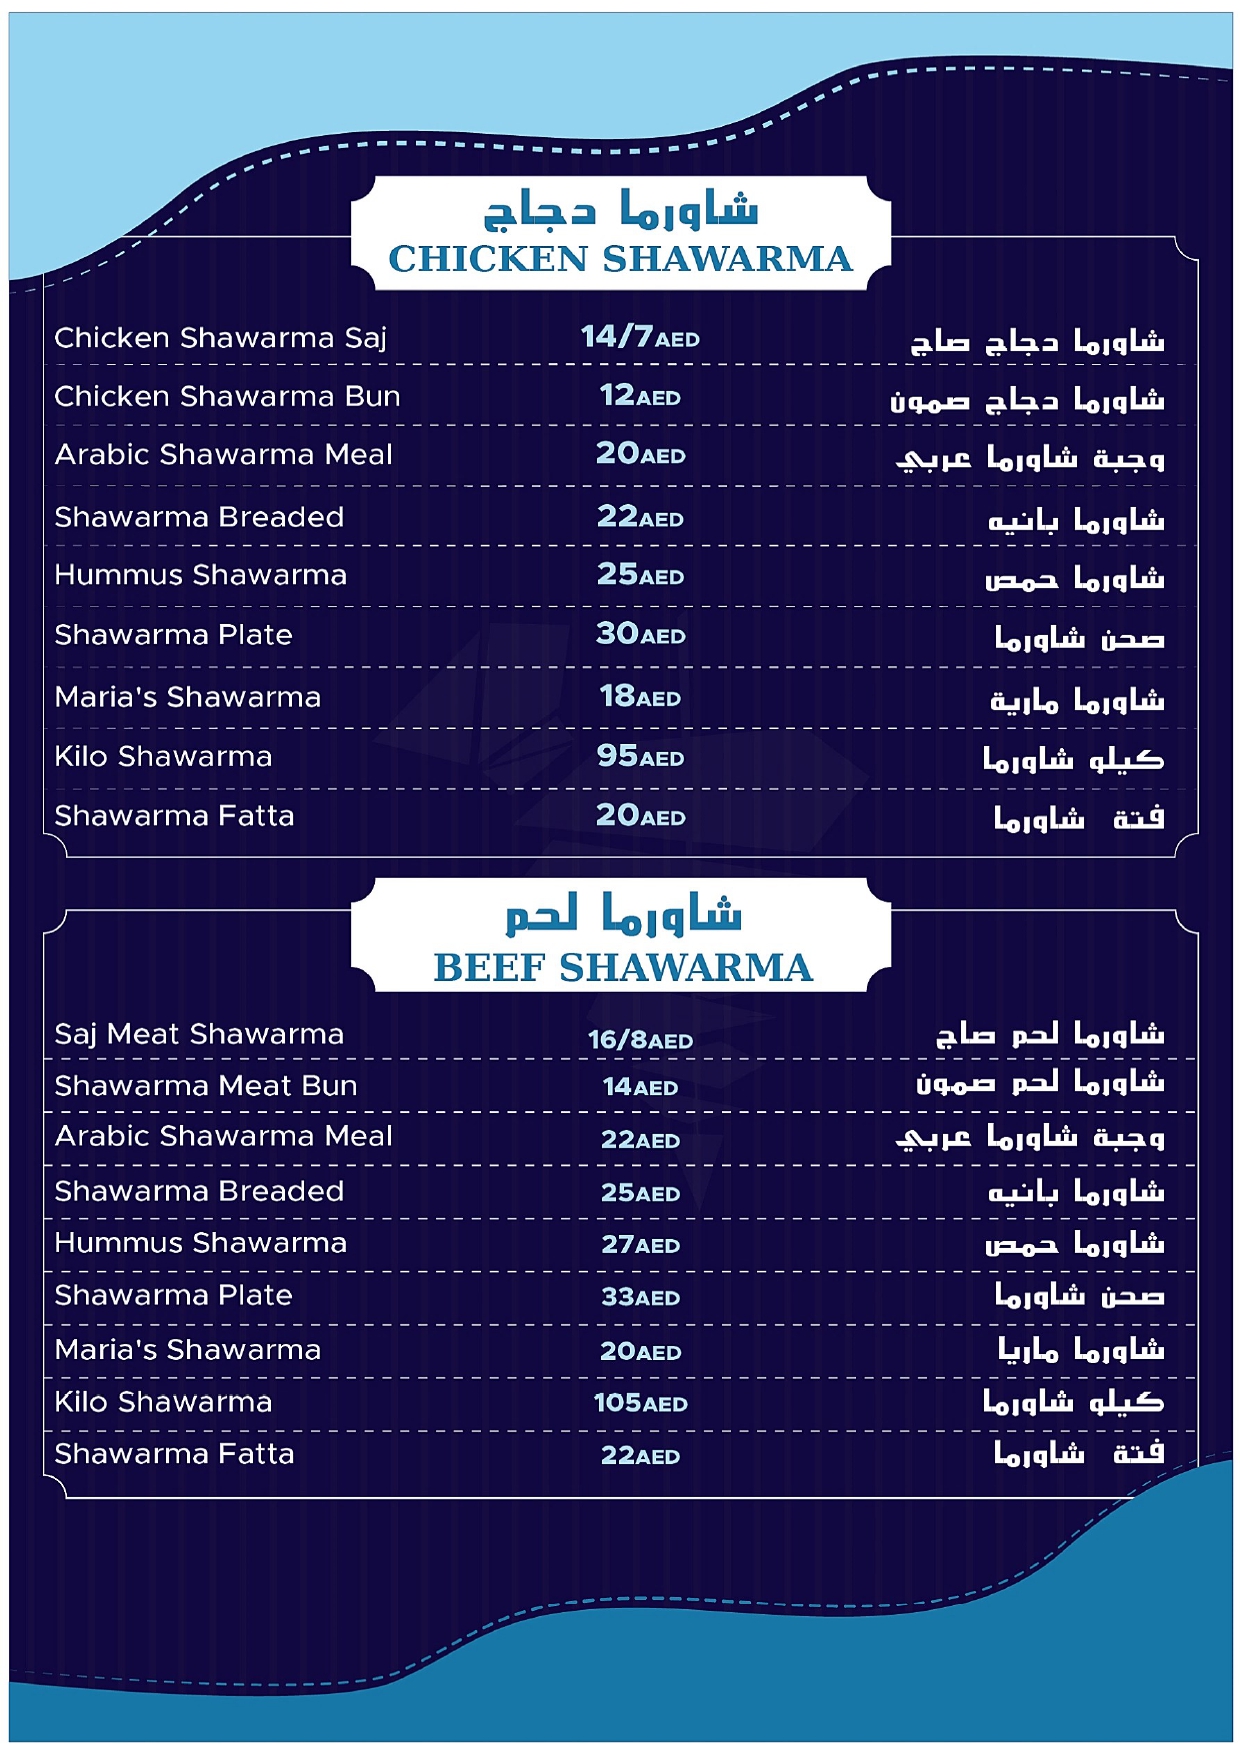 شاورما دجاج
CHICKEN SHAWARMA
Chicken Shawarma Saj 14/7AED شاورما دجاج صاج
Chicken Shawarma Bun 12AED شاورما دجاج صمون
Arabic Shawarma Meal 20AED وجبة شاورما عربي
Shawarma Breaded 22AED شاورما بانيه
Hummus Shawarma 25AED شاورما حمص
Shawarma Plate 30AED صحن شاورما
Maria's Shawarma 18AED شاورما مارية
Kilo Shawarma 95AED كيلو شاورما
Shawarma Fatta 20AED فتة شاورما
شاورما لحم
BEEF SHAWARMA
Saj Meat Shawarma 16/8AED شاورما لحم صاج
Shawarma Meat Bun 14AED شاورما لحم صمون
Arabic Shawarma Meal 22AED وجبة شاورما عربي
Shawarma Breaded 25AED شاورما بانيه
Hummus Shawarma 27AED شاورما حمص
Shawarma Plate 33AED صحن شاورما
Maria's Shawarma 20AED شاورما ماريا
Kilo Shawarma 105AED كيلو شاورما
Shawarma Fatta 22AED فتة شاورما